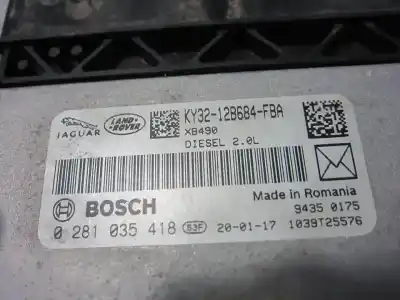 JAGUAR
LAND ROVER
KY32-12B684-FBA
XB490
DIESEL 2.0L
Made in Romania
BOSCH
9435 0175
0 281 035 418 S3F 20-01-17 1039T25576